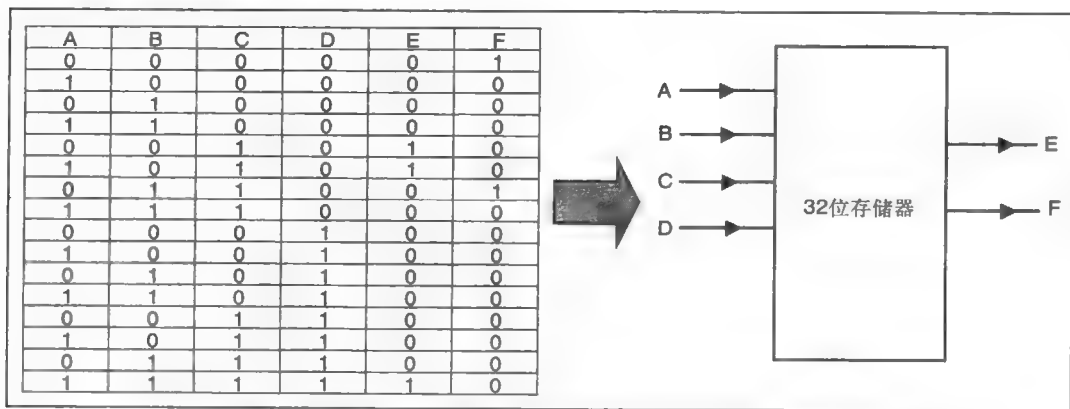 A B C D E F
0 0 0 0 0 1
1 0 0 0 0 0
0 1 0 0 0 0
1 1 0 0 0 0
0 0 1 0 1 0
1 0 1 0 1 0
0 1 1 0 0 1
1 1 1 0 0 0
0 0 0 1 0 0
1 0 0 1 0 0
0 1 0 1 0 0
1 1 0 1 0 0
0 0 1 1 0 0
1 0 1 1 0 0
0 1 1 1 0 0
1 1 1 1 1 0
A
B
C
D
32位存储器
E
F